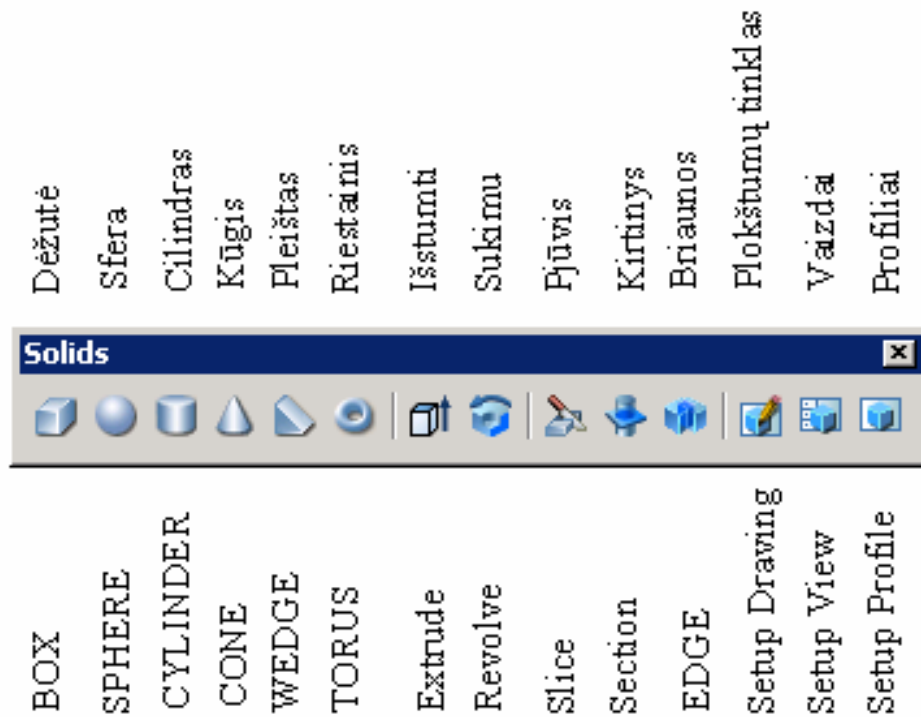 Dėžutė
Sfera
Cilindras
Kūgis
Pleištas
Riestainis
Išstumti
Sukimu
Pjūvis
Kirtinys
Briaunos
Plokštumų tinklas
Vaizdai
Profiliai
Solids
BOX
SPHERE
CYLINDER
CONE
WEDGE
TORUS
Extrude
Revolve
Slice
Section
EDGE
Setup Draving
Setup View
Setup Profile